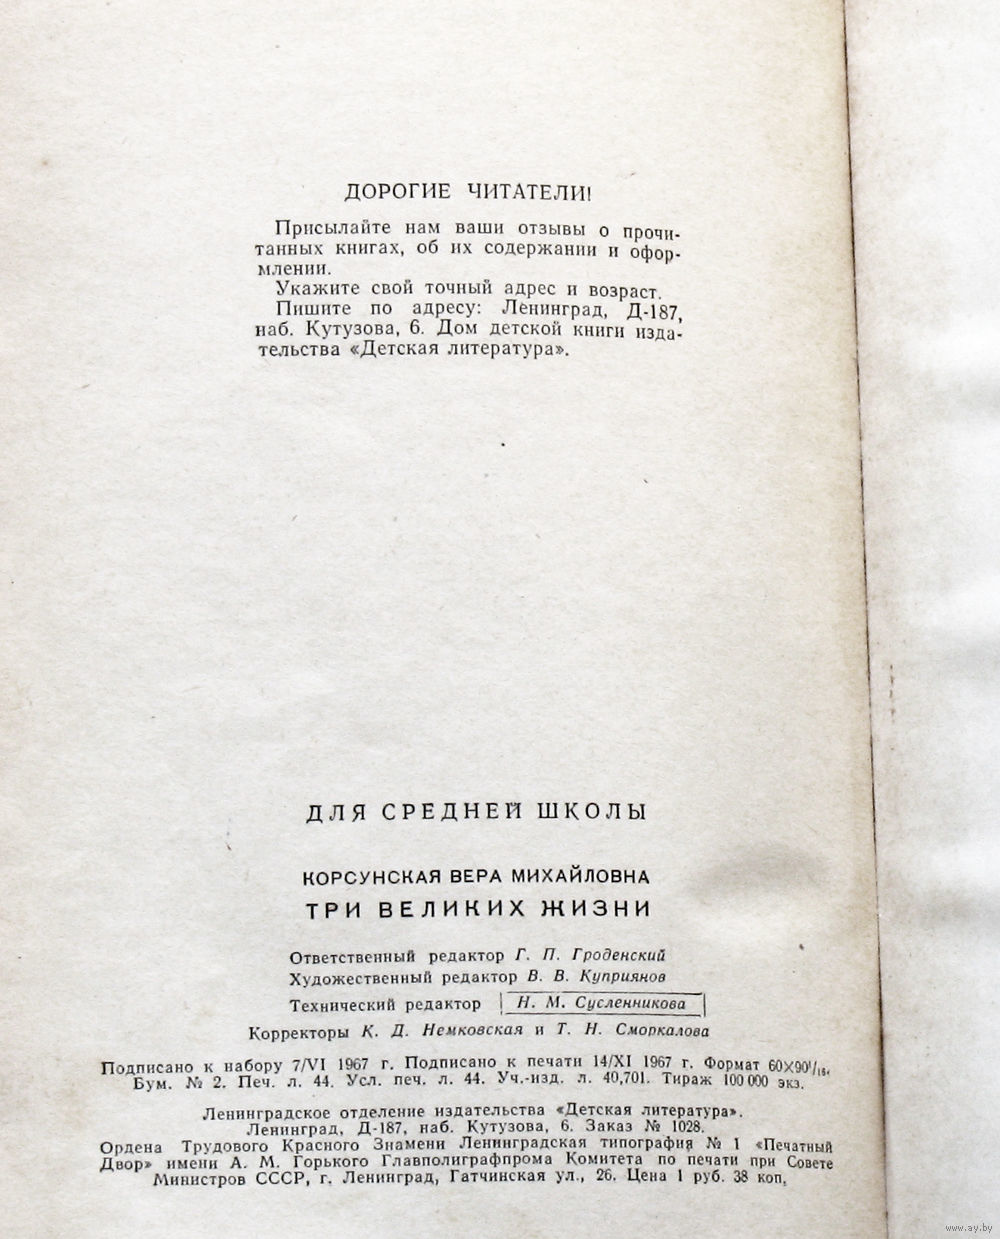 ДОРОГИЕ ЧИТАТЕЛИ!
Присылайте нам ваши отзывы о прочи-
танных книгах, об их содержании и офор-
млении.
Укажите свой точный адрес и возраст.
Пишите по адресу: Ленинград, Д-187,
наб. Кутузова, 6. Дом детской книги изда-
тельства «Детская литература».
ДЛЯ СРЕДНЕЙ ШКОЛЫ
КОРСУНСКАЯ ВЕРА МИХАЙЛОВНА
ТРИ ВЕЛИКИХ ЖИЗНИ
Ответственный редактор Г. П. Гроденский
Художественный редактор В. В. Куприянов
Технический редактор Н. М. Сусленникова
Корректоры К. Д. Немковская и Т. Н. Сморкалова
Подписано к набору 7/VI 1967 г. Подписано к печати 14/XI 1967 г. Формат 60×90¹/₁₆.
Бум. № 2. Печ. л. 44. Усл. печ. л. 44. Уч.-изд. л. 40,701. Тираж 100 000 экз.
Ленинградское отделение издательства «Детская литература».
Ленинград, Д-187, наб. Кутузова, 6. Заказ № 1028.
Ордена Трудового Красного Знамени Ленинградская типография № 1 «Печатный
Двор» имени А. М. Горького Главполиграфпрома Комитета по печати при Совете
Министров СССР, г. Ленинград, Гатчинская ул., 26. Цена 1 руб. 38 коп.
www.ay.by